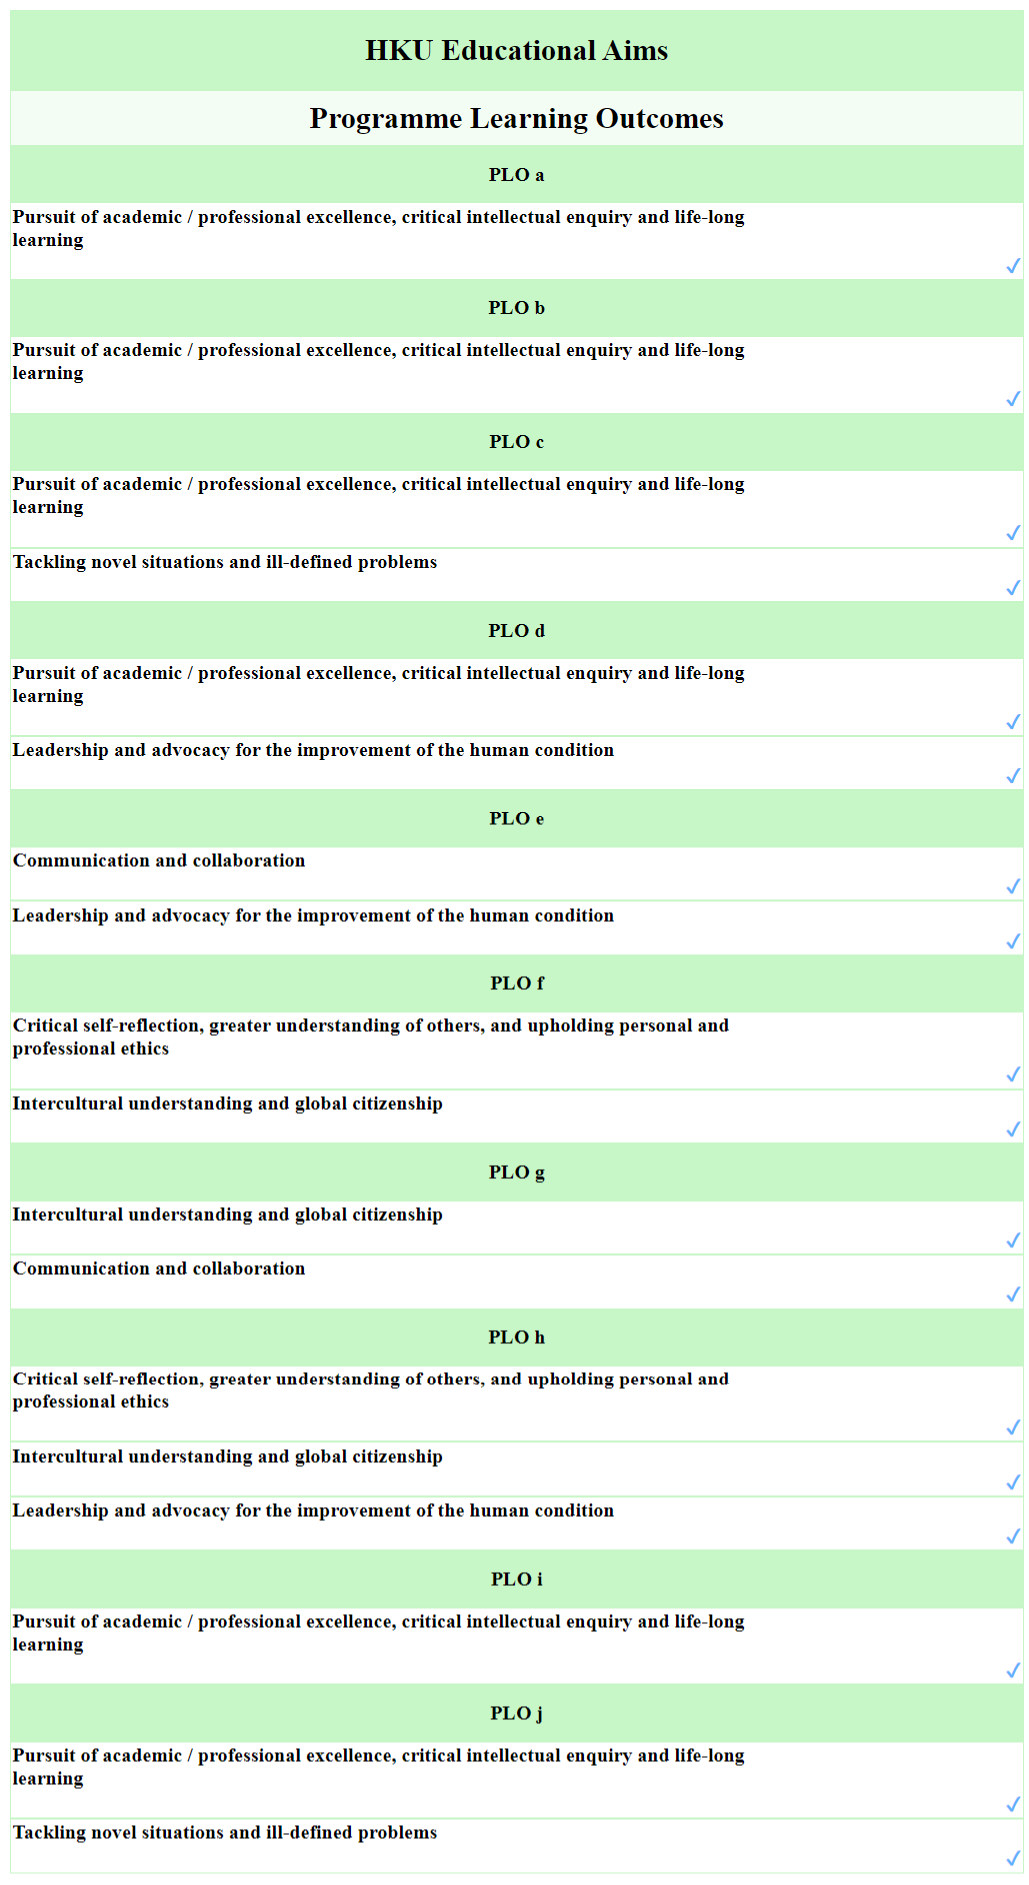 HKU Educational Aims
Programme Learning Outcomes
PLO a
Pursuit of academic / professional excellence, critical intellectual enquiry and life-long
learning
✓
PLO b
Pursuit of academic / professional excellence, critical intellectual enquiry and life-long
learning
✓
PLO c
Pursuit of academic / professional excellence, critical intellectual enquiry and life-long
learning
✓
Tackling novel situations and ill-defined problems
✓
PLO d
Pursuit of academic / professional excellence, critical intellectual enquiry and life-long
learning
✓
Leadership and advocacy for the improvement of the human condition
✓
PLO e
Communication and collaboration
✓
Leadership and advocacy for the improvement of the human condition
✓
PLO f
Critical self-reflection, greater understanding of others, and upholding personal and
professional ethics
✓
Intercultural understanding and global citizenship
✓
PLO g
Intercultural understanding and global citizenship
✓
Communication and collaboration
✓
PLO h
Critical self-reflection, greater understanding of others, and upholding personal and
professional ethics
✓
Intercultural understanding and global citizenship
✓
Leadership and advocacy for the improvement of the human condition
✓
PLO i
Pursuit of academic / professional excellence, critical intellectual enquiry and life-long
learning
✓
PLO j
Pursuit of academic / professional excellence, critical intellectual enquiry and life-long
learning
✓
Tackling novel situations and ill-defined problems
✓